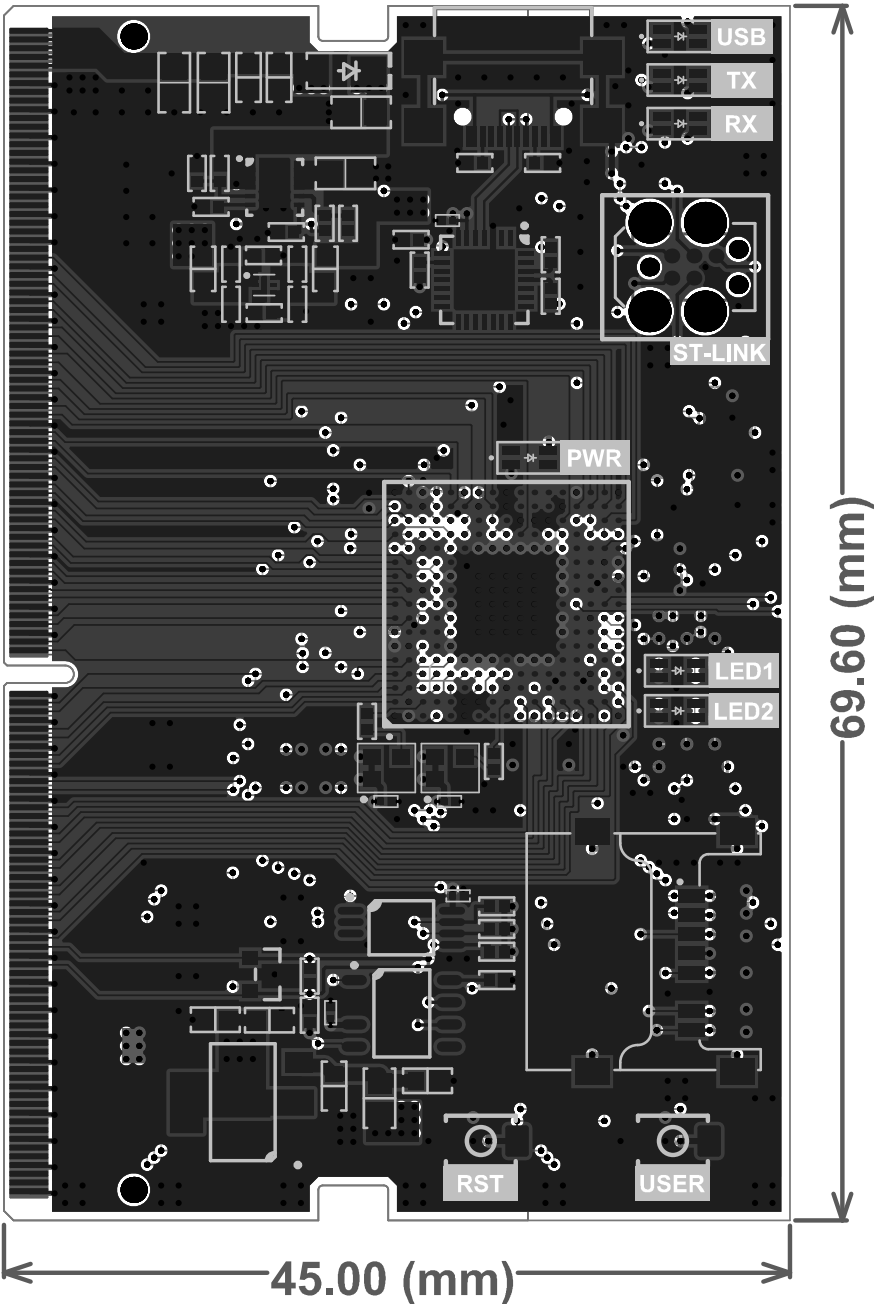 USB
TX
RX
ST-LINK
PWR
LED1
LED2
RST
USER
69.60 (mm)
45.00 (mm)